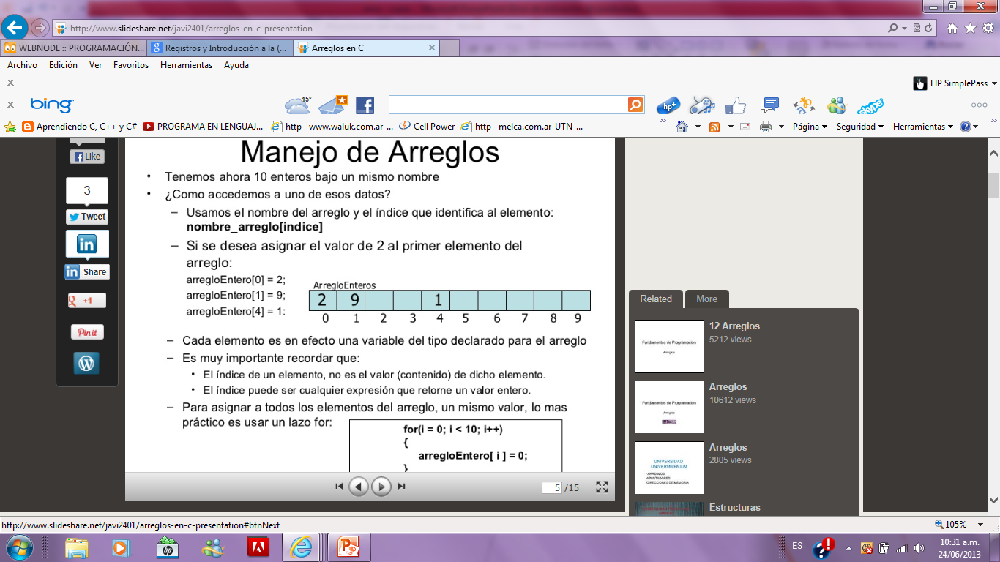 http://www.slideshare.net/javi2401/arreglos-en-c-presentation
WEBNODE :: PROGRAMACIÓN...
Registros y Introducción a la (...
Arreglos en C
Archivo Edición Ver Favoritos Herramientas Ayuda
HP SimplePass
bing
15°
hp+
skype
Aprendiendo C, C++ y C#
PROGRAMA EN LENGUAJ...
http--www.waluk.com.ar-...
Cell Power
http--melca.com.ar-UTN-...
Página
Seguridad
Herramientas
Like
3
Tweet
in
in Share
g +1
Pin it
Manejo de Arreglos
• Tenemos ahora 10 enteros bajo un mismo nombre
• ¿Como accedemos a uno de esos datos?
– Usamos el nombre del arreglo y el índice que identifica al elemento:
nombre_arreglo[indice]
– Si se desea asignar el valor de 2 al primer elemento del
arreglo:
arregloEntero[0] = 2;
arregloEntero[1] = 9;
arregloEntero[4] = 1:
ArregloEnteros
2 9 1
0 1 2 3 4 5 6 7 8 9
– Cada elemento es en efecto una variable del tipo declarado para el arreglo
– Es muy importante recordar que:
• El índice de un elemento, no es el valor (contenido) de dicho elemento.
• El índice puede ser cualquier expresión que retorne un valor entero.
– Para asignar a todos los elementos del arreglo, un mismo valor, lo mas
práctico es usar un lazo for:
for(i = 0; i < 10; i++)
{
arregloEntero[ i ] = 0;
}
5 /15
Related More
Fundamentos de Programación
Arreglos
12 Arreglos
5212 views
Fundamentos de Programación
Arreglos
Arreglos
10612 views
UNIVERSIDAD
UNIVERMILENIUM
• ARREGLOS
•APUNTADORES
•DIRECCIONES DE MEMORIA
Arreglos
2805 views
Estructuras
http://www.slideshare.net/javi2401/arreglos-en-c-presentation#btnNext
105%
ES
10:31 a.m.
24/06/2013